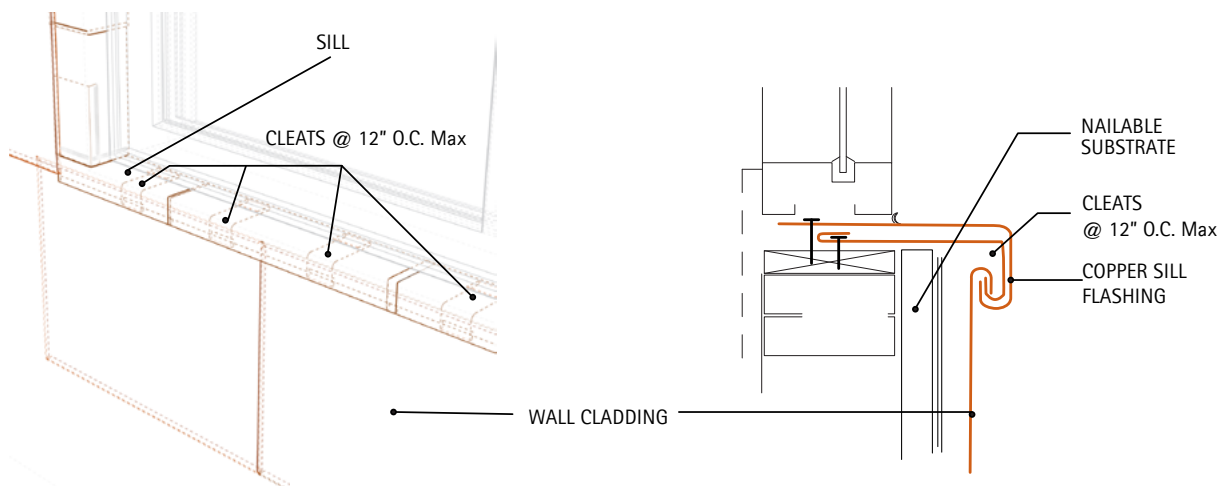 SILL
CLEATS @ 12" O.C. Max
NAILABLE
SUBSTRATE
CLEATS
@ 12" O.C. Max
COPPER SILL
FLASHING
WALL CLADDING